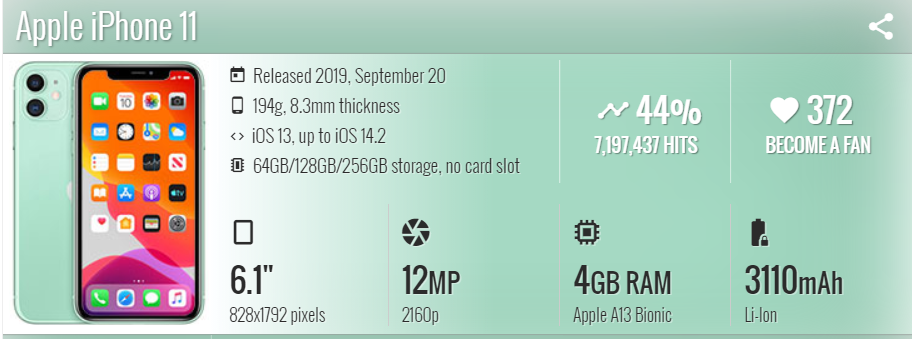 Apple iPhone 11
Released 2019, September 20
194g, 8.3mm thickness
iOS 13, up to iOS 14.2
64GB/128GB/256GB storage, no card slot
44%
7,197,437 HITS
372
BECOME A FAN
6.1"
828x1792 pixels
12MP
2160p
4GB RAM
Apple A13 Bionic
3110mAh
Li-Ion